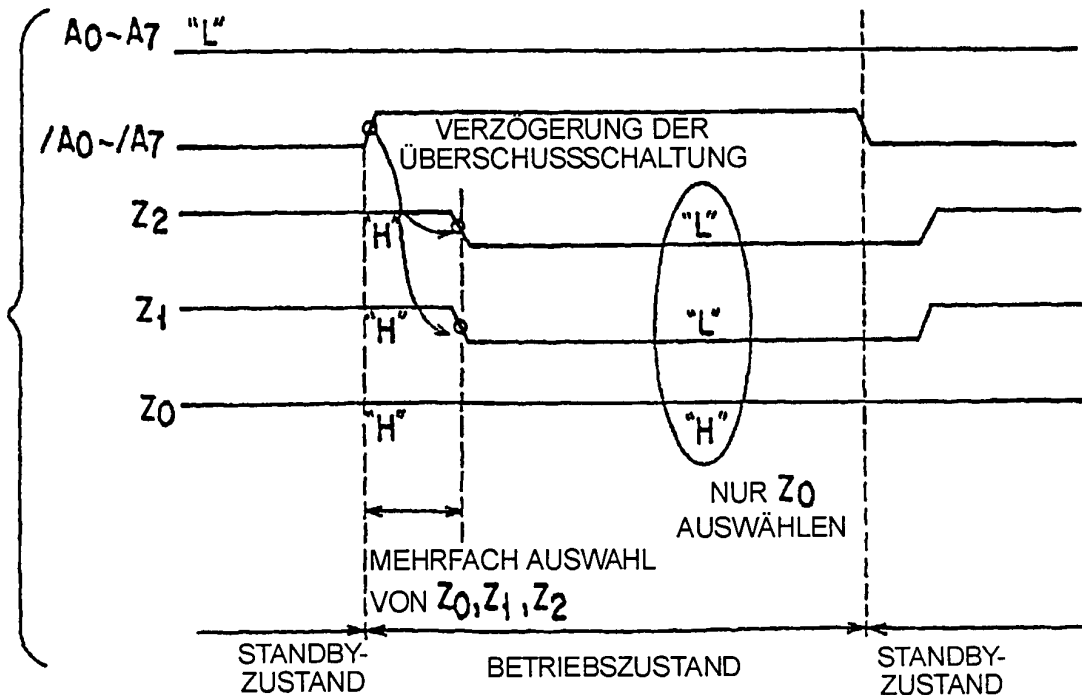 A0~A7 "L"
/A0~/A7
VERZÖGERUNG DER
ÜBERSCHUSSSCHALTUNG
Z2 "H" "L"
Z1 "H" "L"
Z0 "H" "H"
NUR Z0
AUSWÄHLEN
MEHRFACH AUSWAHL
VON Z0, Z1, Z2
STANDBY-
ZUSTAND
BETRIEBSZUSTAND
STANDBY-
ZUSTAND